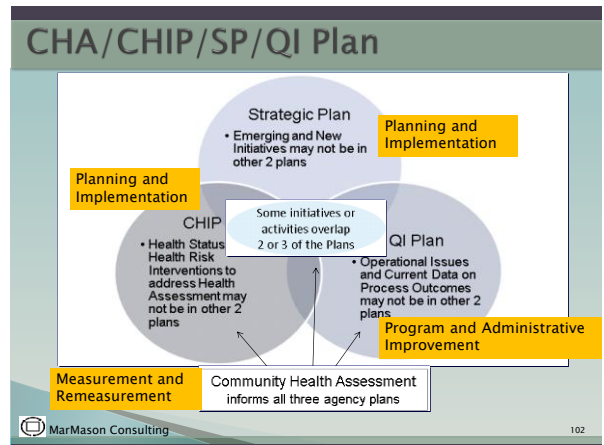 CHA/CHIP/SP/QI Plan
Strategic Plan
• Emerging and New
Initiatives may not be in
other 2 plans
Planning and
Implementation
Planning and
Implementation
Some initiatives or
activities overlap
2 or 3 of the Plans
CHIP
• Health Status
Health Risk
Interventions to
address Health
Assessment may
not be in other 2
plans
QI Plan
• Operational Issues
and Current Data on
Process Outcomes
may not be in other 2
plans
Program and Administrative
Improvement
Measurement and
Remeasurement
Community Health Assessment
informs all three agency plans
MarMason Consulting
102